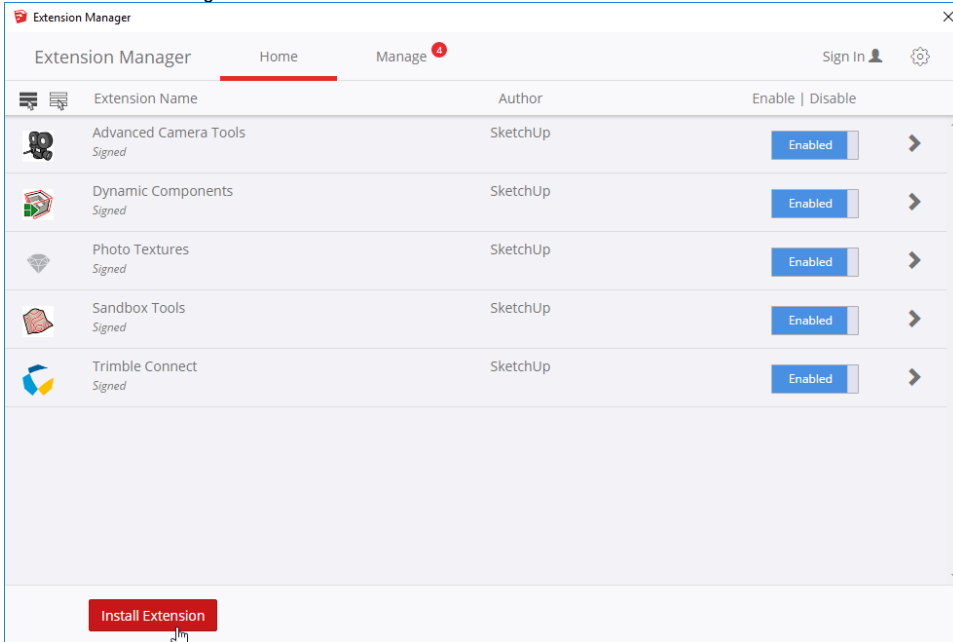 Extension Manager
Extension Manager Home Manage 4 Sign In
Extension Name Author Enable | Disable
Advanced Camera Tools SketchUp
Signed
Enabled
Dynamic Components SketchUp
Signed
Enabled
Photo Textures SketchUp
Signed
Enabled
Sandbox Tools SketchUp
Signed
Enabled
Trimble Connect SketchUp
Signed
Enabled
Install Extension